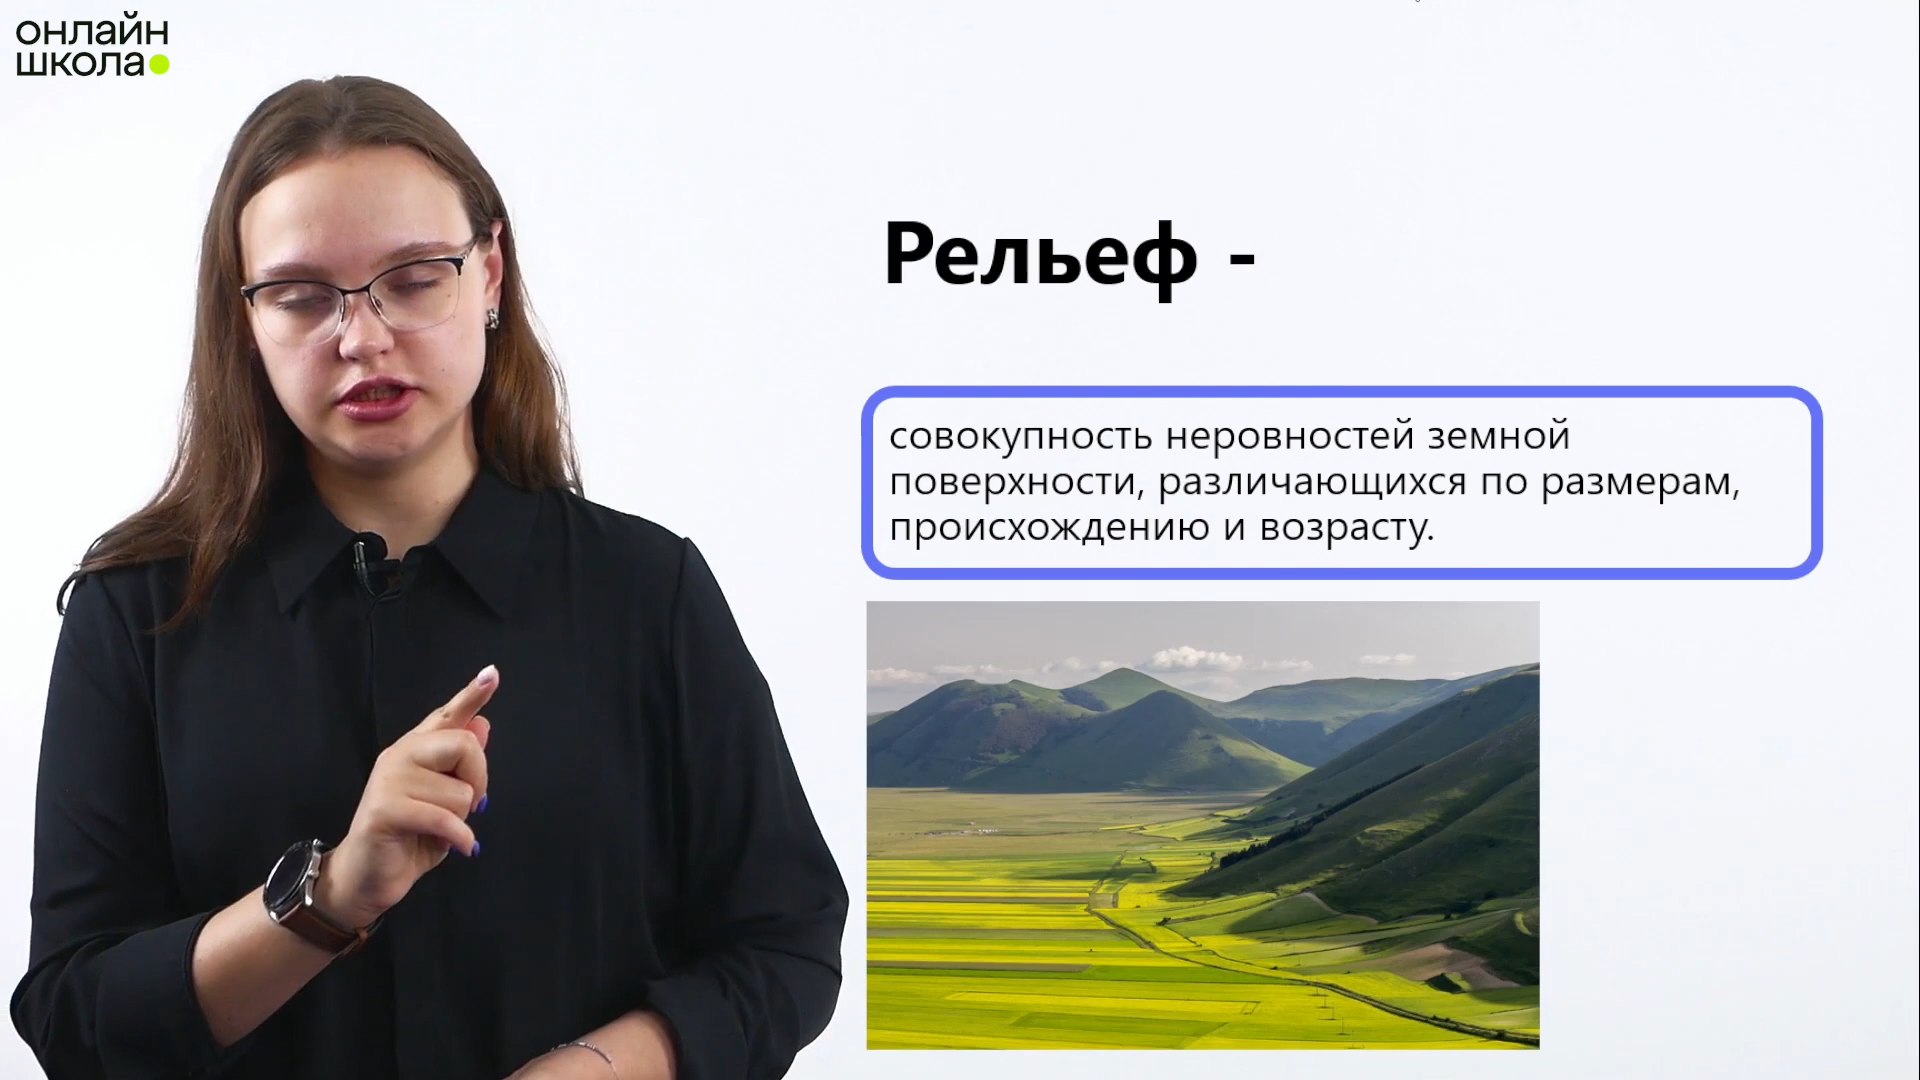 онлайн
школа
Рельеф -
совокупность неровностей земной
поверхности, различающихся по размерам,
происхождению и возрасту.